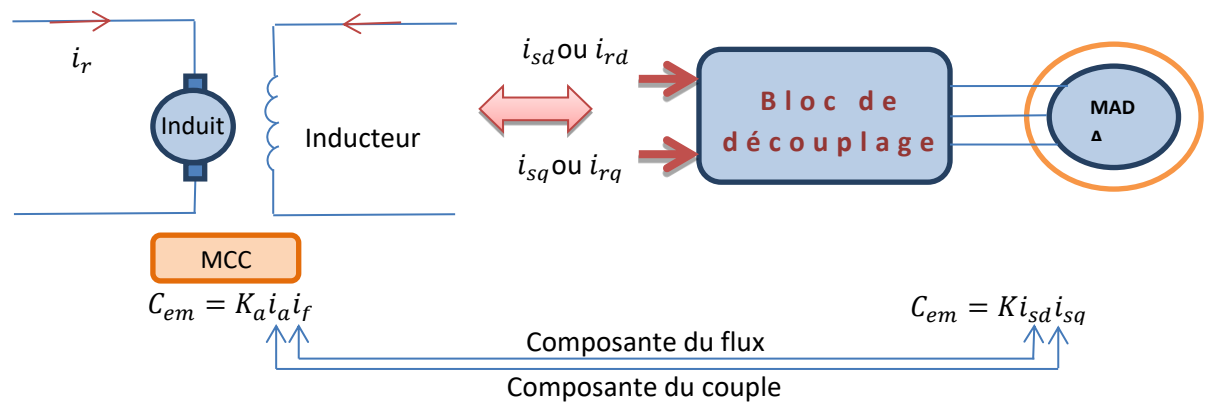 i_r
Induit
Inducteur
i_sd ou i_rd
i_sq ou i_rq
Bloc de
découplage
MAD
Δ
MCC
C_em = K_a i_a i_f
C_em = K i_sd i_sq
Composante du flux
Composante du couple